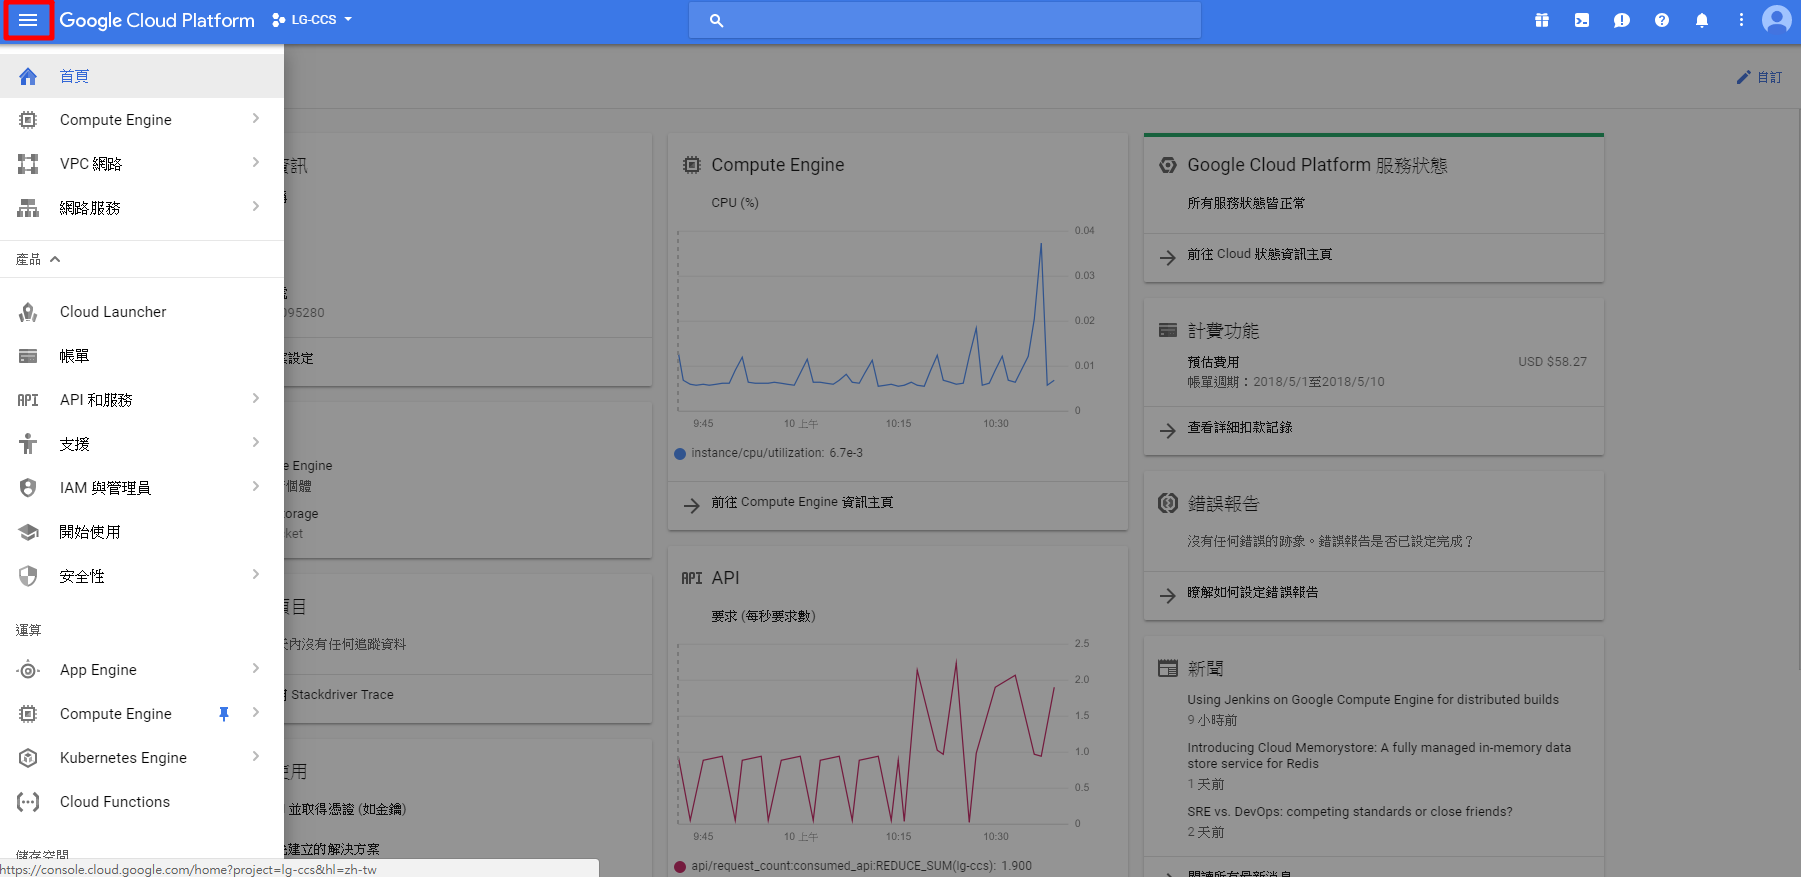 Google Cloud Platform
LG-CCS
首頁
自訂
Compute Engine
VPC 網路
網路服務
產品
Cloud Launcher
帳單
API 和服務
支援
IAM 與管理員
開始使用
安全性
運算
App Engine
Compute Engine
Kubernetes Engine
Cloud Functions
儲存空間
https://console.cloud.google.com/home?project=lg-ccs&hl=zh-tw
資訊
095280
設定
e Engine
個體
orage
ket
項目
天內沒有任何追蹤資料
Stackdriver Trace
使用
並取得憑證 (如金鑰)
建立的解決方案
Compute Engine
CPU (%)
0.04
0.03
0.02
0.01
0
9:45
10 上午
10:15
10:30
instance/cpu/utilization: 6.7e-3
前往 Compute Engine 資訊主頁
API
API
要求 (每秒要求數)
2.5
2.0
1.5
1.0
0.5
0
9:45
10 上午
10:15
10:30
api/request_count:consumed_api:REDUCE_SUM(lg-ccs): 1.900
Google Cloud Platform 服務狀態
所有服務狀態皆正常
前往 Cloud 狀態資訊主頁
計費功能
預估費用
USD $58.27
帳單週期：2018/5/1至2018/5/10
查看詳細扣款記錄
錯誤報告
沒有任何錯誤的跡象。錯誤報告是否已設定完成？
瞭解如何設定錯誤報告
新聞
Using Jenkins on Google Compute Engine for distributed builds
9 小時前
Introducing Cloud Memorystore: A fully managed in-memory data
store service for Redis
1 天前
SRE vs. DevOps: competing standards or close friends?
2 天前
閱讀所有最新消息